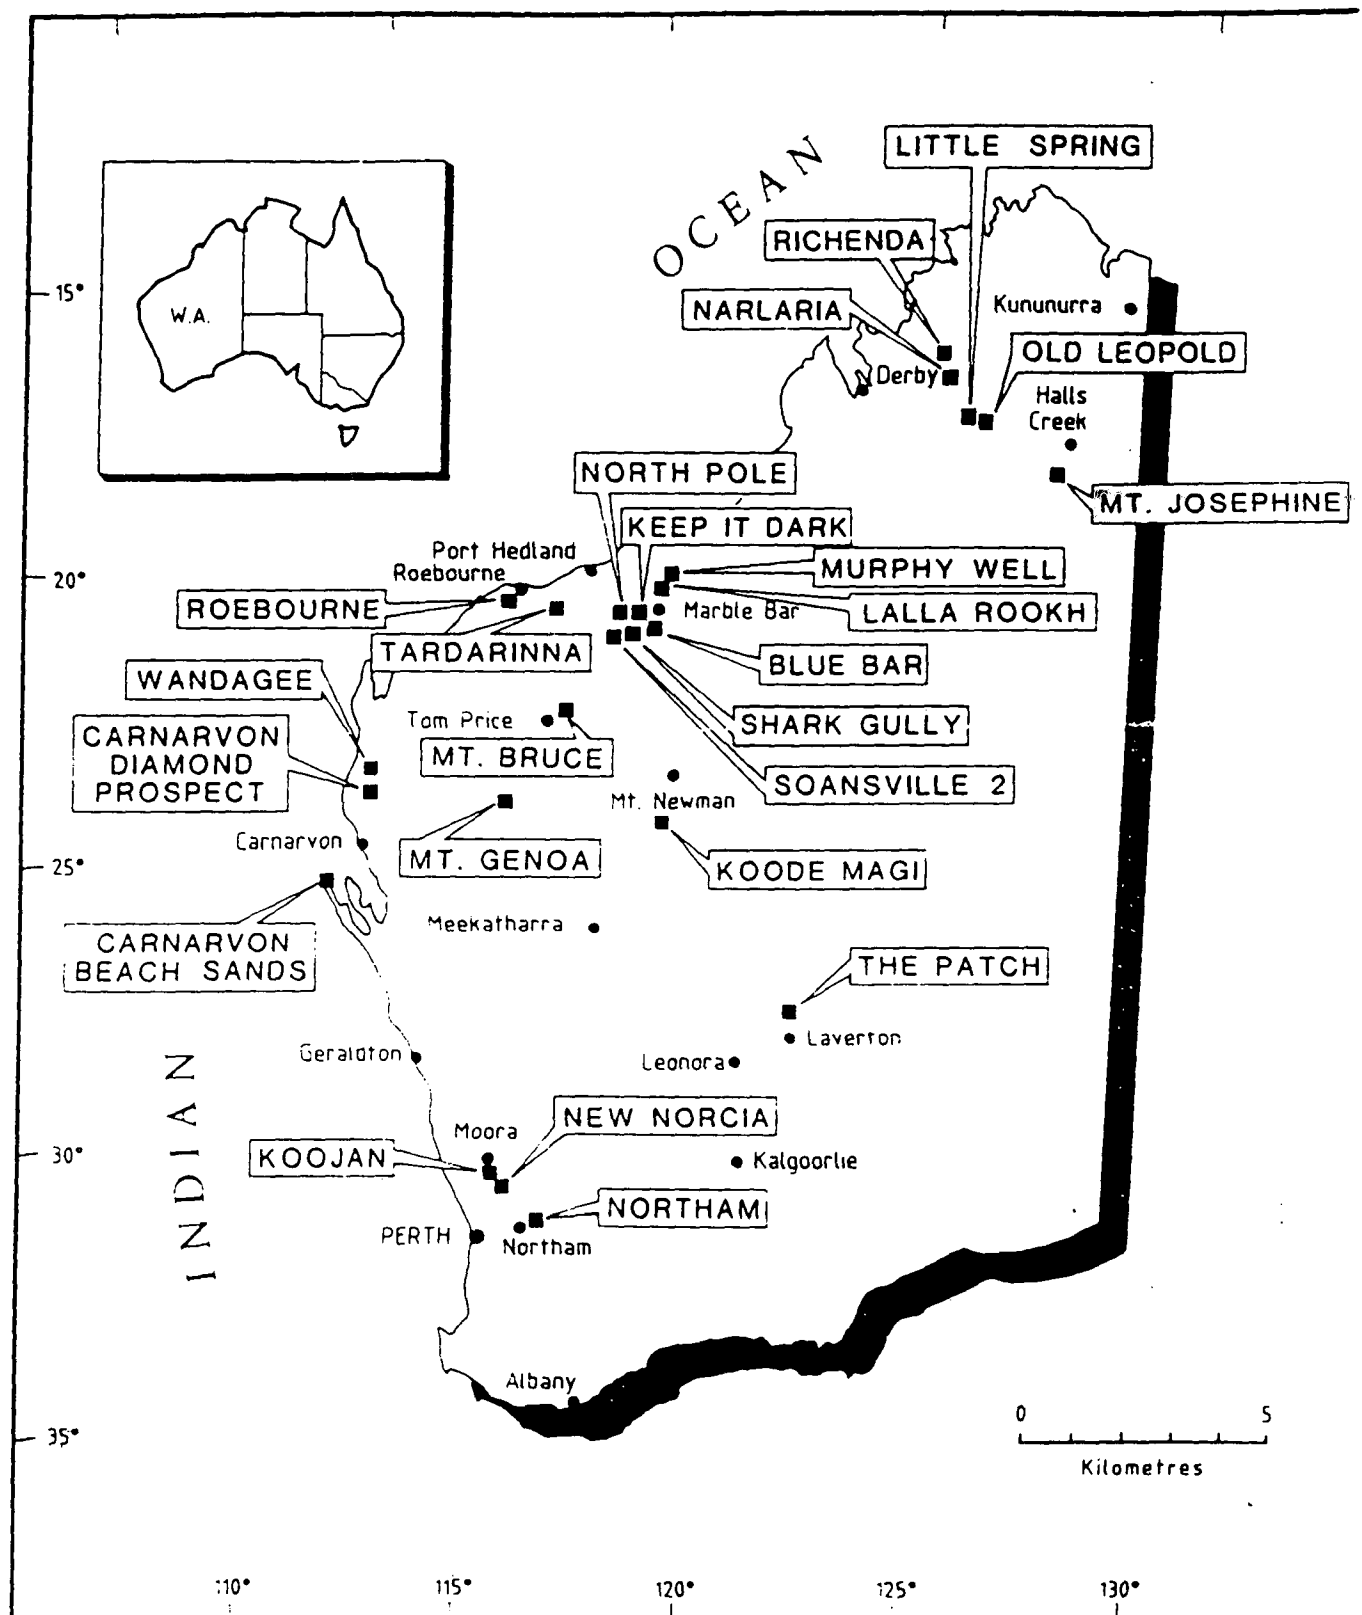 OCEAN
LITTLE SPRING
RICHENDA
NARLARIA
15°
W.A.
Kununurra
OLD LEOPOLD
Derby
Halls
Creek
NORTH POLE
MT. JOSEPHINE
KEEP IT DARK
Port Hedland
Roebourne
20°
MURPHY WELL
ROEBOURNE
Marble Bar
LALLA ROOKH
TARDARINNA
BLUE BAR
WANDAGEE
Tom Price
SHARK GULLY
CARNARVON
DIAMOND
PROSPECT
MT. BRUCE
SOANSVILLE 2
Mt. Newman
Carnarvon
MT. GENOA
KOODE MAGI
25°
Meekatharra
CARNARVON
BEACH SANDS
THE PATCH
Laverton
Geraldton
Leonora
INDIAN
NEW NORCIA
Moora
KOOJAN
30°
Kalgoorlie
NORTHAM
PERTH
Northam
Albany
0 5
Kilometres
35°
110° 115° 120° 125° 130°